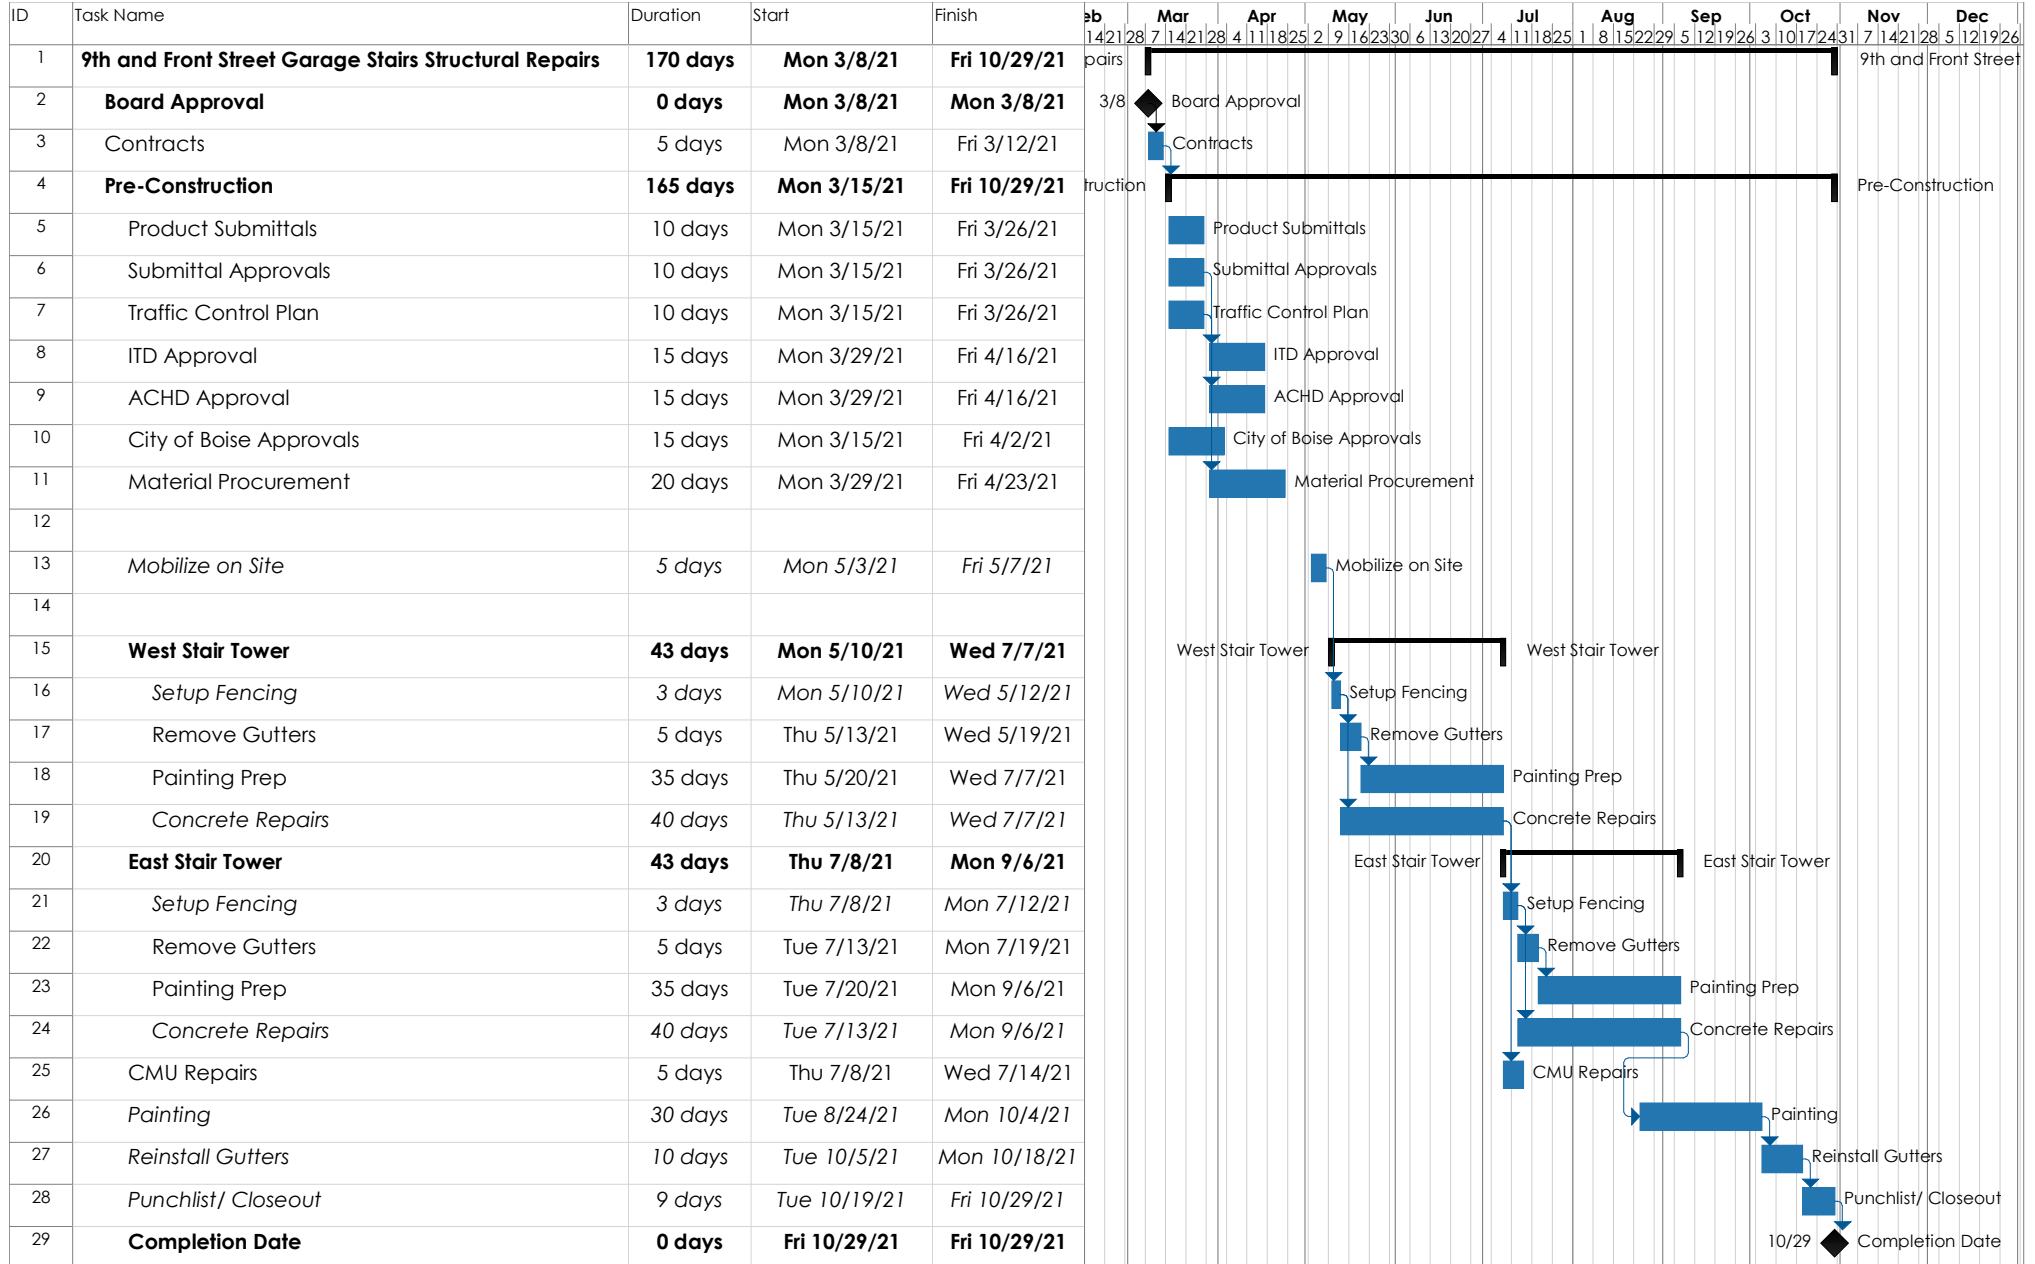 ID Task Name Duration Start Finish eb Mar Apr May Jun Jul Aug Sep Oct Nov Dec
14 21 28 7 14 21 28 4 11 18 25 2 9 16 23 30 6 13 20 27 4 11 18 25 1 8 15 22 29 5 12 19 26 3 10 17 24 31 7 14 21 28 5 12 19 26
1 9th and Front Street Garage Stairs Structural Repairs 170 days Mon 3/8/21 Fri 10/29/21 pairs 9th and Front Street
2 Board Approval 0 days Mon 3/8/21 Mon 3/8/21 3/8 Board Approval
3 Contracts 5 days Mon 3/8/21 Fri 3/12/21 Contracts
4 Pre-Construction 165 days Mon 3/15/21 Fri 10/29/21 truction Pre-Construction
5 Product Submittals 10 days Mon 3/15/21 Fri 3/26/21 Product Submittals
6 Submittal Approvals 10 days Mon 3/15/21 Fri 3/26/21 Submittal Approvals
7 Traffic Control Plan 10 days Mon 3/15/21 Fri 3/26/21 Traffic Control Plan
8 ITD Approval 15 days Mon 3/29/21 Fri 4/16/21 ITD Approval
9 ACHD Approval 15 days Mon 3/29/21 Fri 4/16/21 ACHD Approval
10 City of Boise Approvals 15 days Mon 3/15/21 Fri 4/2/21 City of Boise Approvals
11 Material Procurement 20 days Mon 3/29/21 Fri 4/23/21 Material Procurement
12
13 Mobilize on Site 5 days Mon 5/3/21 Fri 5/7/21 Mobilize on Site
14
15 West Stair Tower 43 days Mon 5/10/21 Wed 7/7/21 West Stair Tower West Stair Tower
16 Setup Fencing 3 days Mon 5/10/21 Wed 5/12/21 Setup Fencing
17 Remove Gutters 5 days Thu 5/13/21 Wed 5/19/21 Remove Gutters
18 Painting Prep 35 days Thu 5/20/21 Wed 7/7/21 Painting Prep
19 Concrete Repairs 40 days Thu 5/13/21 Wed 7/7/21 Concrete Repairs
20 East Stair Tower 43 days Thu 7/8/21 Mon 9/6/21 East Stair Tower East Stair Tower
21 Setup Fencing 3 days Thu 7/8/21 Mon 7/12/21 Setup Fencing
22 Remove Gutters 5 days Tue 7/13/21 Mon 7/19/21 Remove Gutters
23 Painting Prep 35 days Tue 7/20/21 Mon 9/6/21 Painting Prep
24 Concrete Repairs 40 days Tue 7/13/21 Mon 9/6/21 Concrete Repairs
25 CMU Repairs 5 days Thu 7/8/21 Wed 7/14/21 CMU Repairs
26 Painting 30 days Tue 8/24/21 Mon 10/4/21 Painting
27 Reinstall Gutters 10 days Tue 10/5/21 Mon 10/18/21 Reinstall Gutters
28 Punchlist/ Closeout 9 days Tue 10/19/21 Fri 10/29/21 Punchlist/ Closeout
29 Completion Date 0 days Fri 10/29/21 Fri 10/29/21 10/29 Completion Date